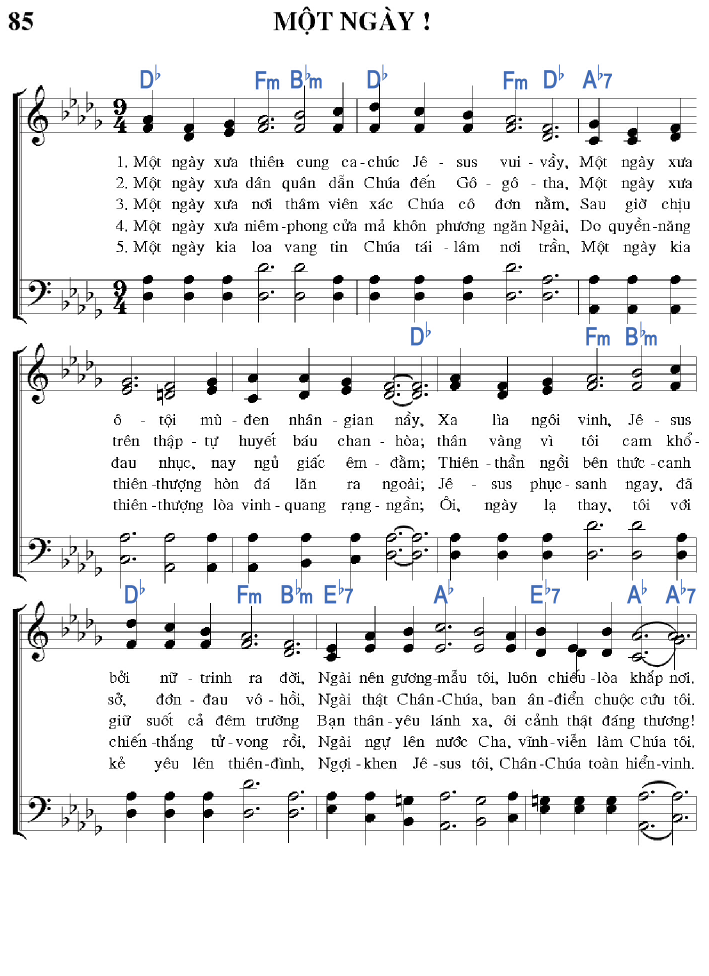 85 MỘT NGÀY !
D♭ Fm B♭m D♭ Fm D♭ A♭7
9 4
1. Một ngày xưa thiên- cung ca-chúc Jê - sus vui-vầy, Một ngày xưa
2. Một ngày xưa dân quân dẫn Chúa đến Gô - gô - tha, Một ngày xưa
3. Một ngày xưa nơi thăm viên xác Chúa cô đơn nằm, Sau giờ chịu
4. Một ngày xưa niêm-phong cửa mả khôn phương ngăn Ngài, Do quyền-năng
5. Một ngày kia loa vang tin Chúa tái-lâm nơi trần, Một ngày kia
9 4
D♭ Fm B♭m
ô-tội mù-đen nhân-gian nầy, Xa lìa ngôi vinh, Jê-sus
trên thập-tự huyết báu chan-hòa; thân vàng vì tôi cam khổ-
đau nhục, nay ngủ giấc êm-đềm; Thiên-thần ngồi bên thức-canh
thiên-thượng hòn đá lăn ra ngoài; Jê-sus phục-sanh ngay, đã
thiên-thượng lòa vinh-quang rạng-ngần; Ôi, ngày lạ thay, tôi với
D♭ Fm B♭m E♭7 A♭ E♭7 A♭ A♭7
bởi nữ-trinh ra đời, Ngài nên gương-mẫu tôi, luôn chiếu-lòa khắp nơi.
sở, đớn-đau vô-hồi, Ngài thật Chân-Chúa, ban ân-điển chuộc cứu tôi.
giữ suốt cả đêm trường Bạn thân-yêu lánh xa, ôi cảnh thật đáng thương!
chiến-thắng tử-vong rồi, Ngài ngự lên nước Cha, vĩnh-viễn làm Chúa tôi.
kẻ yêu lên thiên-đình, Ngợi-khen Jê-sus tôi, Chân-Chúa toàn hiển-vinh.